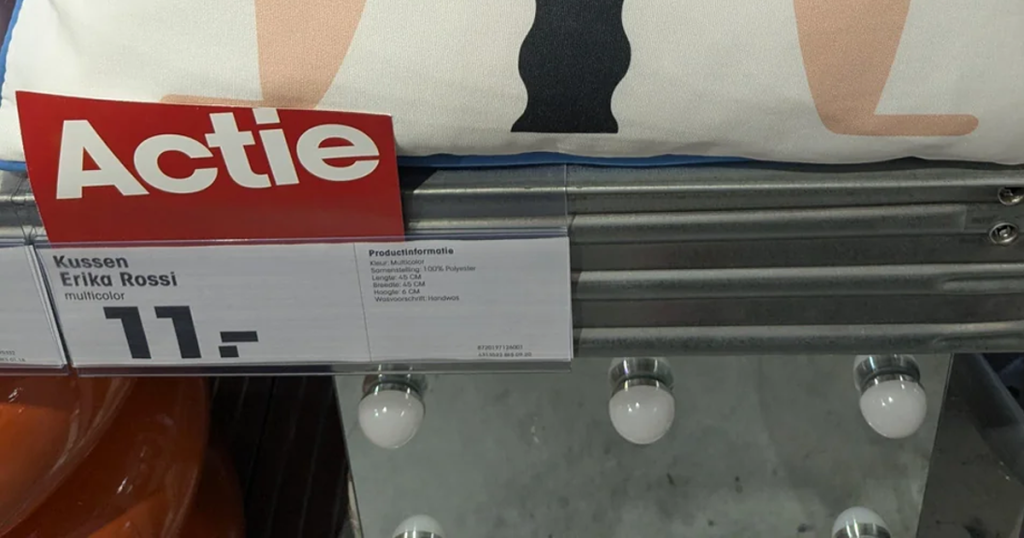 Actie
Kussen
Erika Rossi
multicolor
11.-
Productinformatie
Kleur: Multicolor
Samenstelling: 100% Polyester
Lengte: 45 CM
Breedte: 45 CM
Hoogte: 6 CM
Wasvoorschrift: Handwas